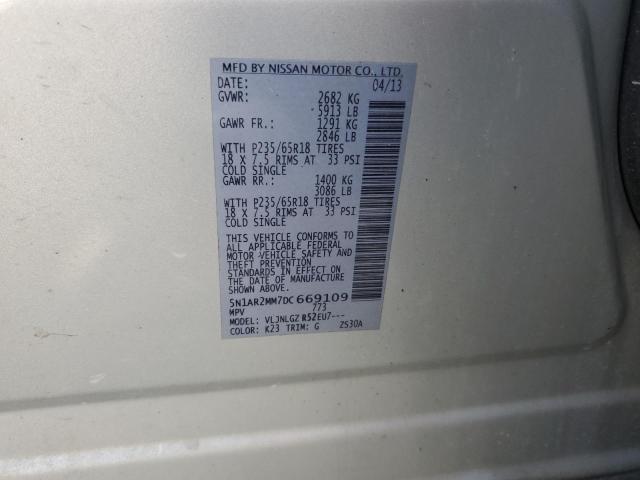 MFD BY NISSAN MOTOR CO., LTD.
DATE: 04/13
GVWR: 2682 KG
5913 LB
GAWR FR.: 1291 KG
2846 LB
WITH P235/65R18 TIRES
18 X 7.5 RIMS AT 33 PSI
COLD SINGLE
GAWR RR.: 1400 KG
3086 LB
WITH P235/65R18 TIRES
18 X 7.5 RIMS AT 33 PSI
COLD SINGLE
THIS VEHICLE CONFORMS TO
ALL APPLICABLE FEDERAL
MOTOR VEHICLE SAFETY AND
THEFT PREVENTION
STANDARDS IN EFFECT ON
THE DATE OF MANUFACTURE
SHOWN ABOVE.
5N1AR2MM7DC669109
MPV 773
MODEL: VLJNLGZ R52EU7---
COLOR: K23 TRIM: G ZS30A